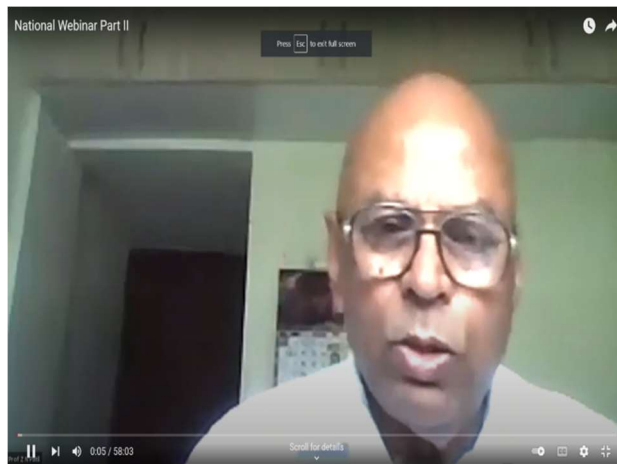 National Webinar Part II
Press Esc to exit full screen
0:05 / 58:03
Scroll for details